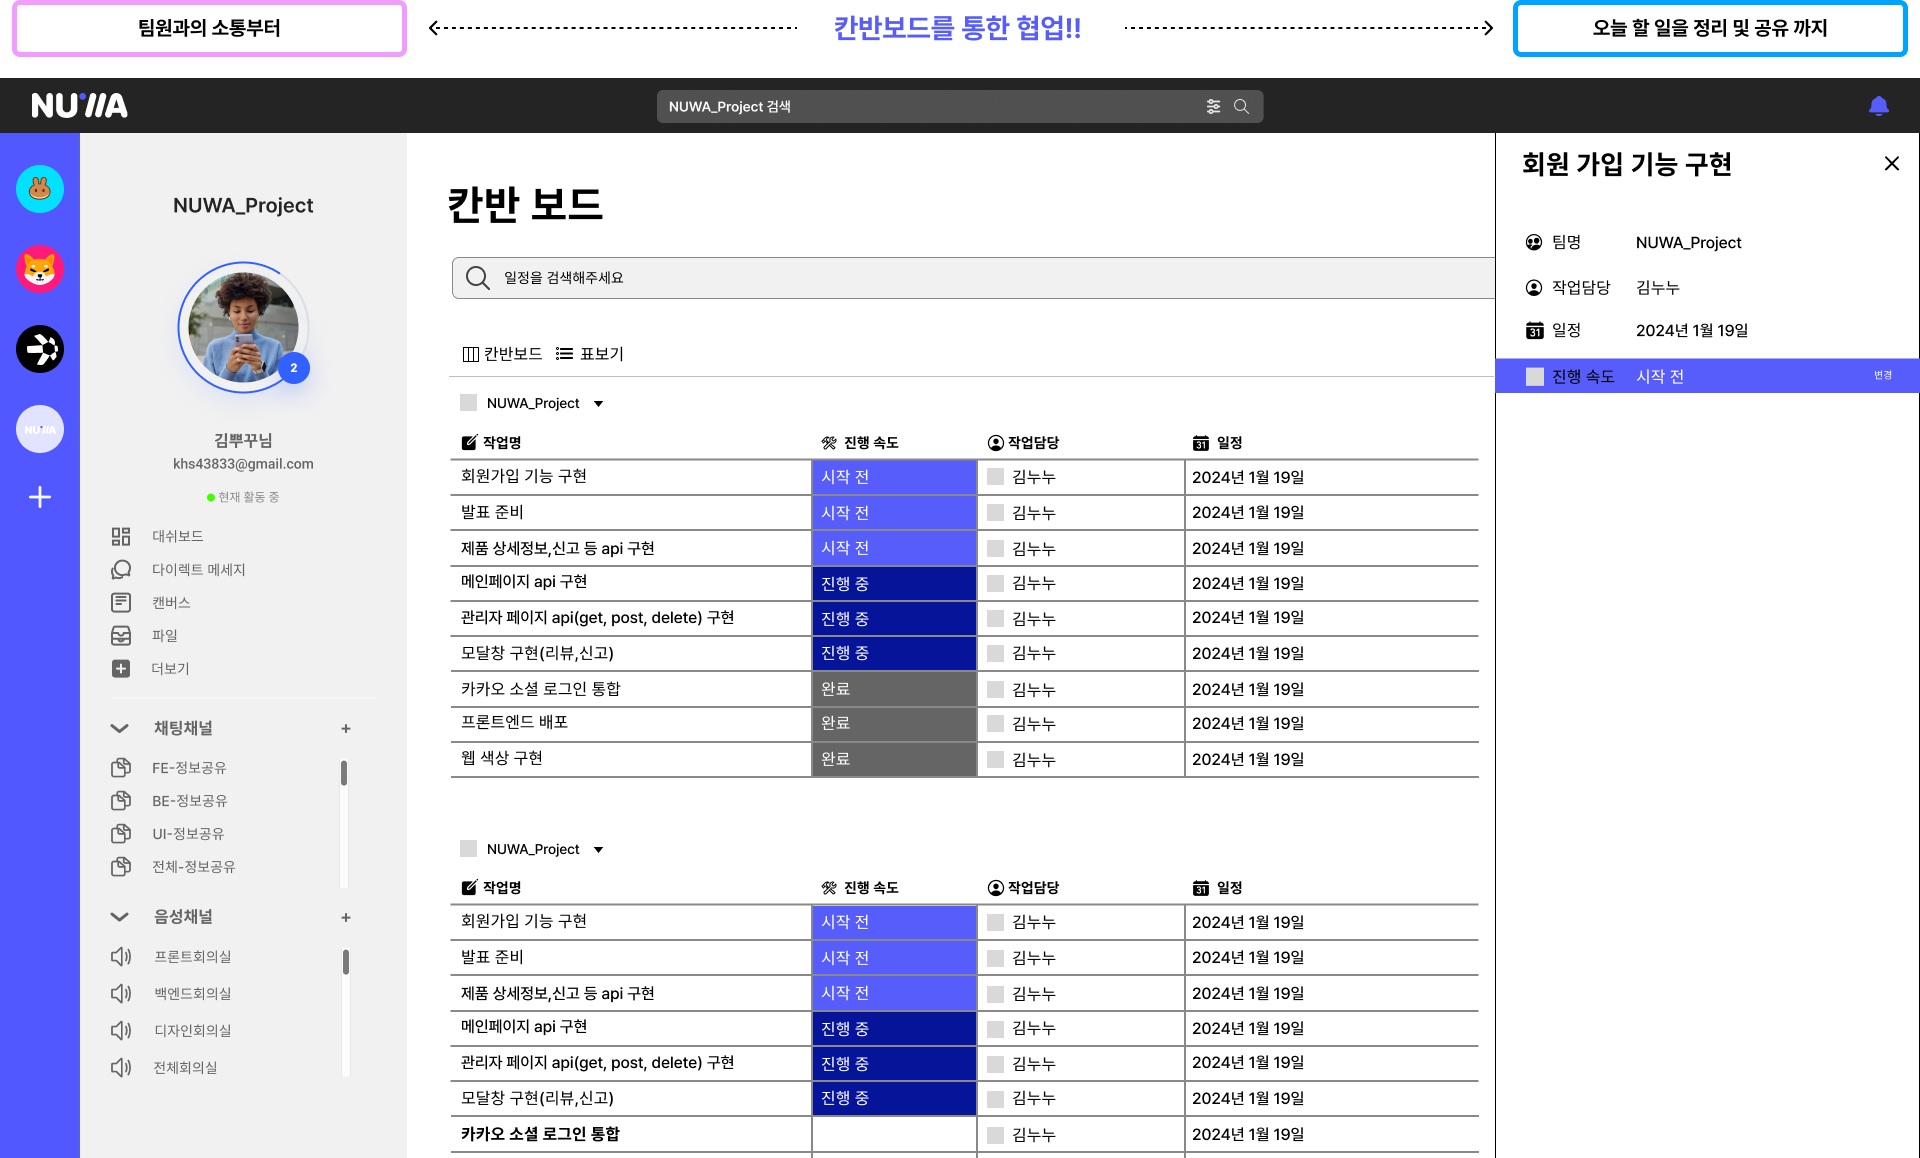 팀원과의 소통부터
칸반보드를 통한 협업!!
오늘 할 일을 정리 및 공유 까지
NUWA
NUWA_Project 검색
NUWA
NUWA_Project
2
김뿌꾸님
khs43833@gmail.com
현재 활동 중
대쉬보드
다이렉트 메세지
캔버스
파일
더보기
채팅채널 +
FE-정보공유
BE-정보공유
UI-정보공유
전체-정보공유
음성채널 +
프론트회의실
백엔드회의실
디자인회의실
전체회의실
칸반 보드
일정을 검색해주세요
칸반보드 표보기
NUWA_Project
작업명 진행 속도 작업담당 31 일정
회원가입 기능 구현 시작 전 김누누 2024년 1월 19일
발표 준비 시작 전 김누누 2024년 1월 19일
제품 상세정보,신고 등 api 구현 시작 전 김누누 2024년 1월 19일
메인페이지 api 구현 진행 중 김누누 2024년 1월 19일
관리자 페이지 api(get, post, delete) 구현 진행 중 김누누 2024년 1월 19일
모달창 구현(리뷰,신고) 진행 중 김누누 2024년 1월 19일
카카오 소셜 로그인 통합 완료 김누누 2024년 1월 19일
프론트엔드 배포 완료 김누누 2024년 1월 19일
웹 색상 구현 완료 김누누 2024년 1월 19일
NUWA_Project
작업명 진행 속도 작업담당 31 일정
회원가입 기능 구현 시작 전 김누누 2024년 1월 19일
발표 준비 시작 전 김누누 2024년 1월 19일
제품 상세정보,신고 등 api 구현 시작 전 김누누 2024년 1월 19일
메인페이지 api 구현 진행 중 김누누 2024년 1월 19일
관리자 페이지 api(get, post, delete) 구현 진행 중 김누누 2024년 1월 19일
모달창 구현(리뷰,신고) 진행 중 김누누 2024년 1월 19일
카카오 소셜 로그인 통합 김누누 2024년 1월 19일
회원 가입 기능 구현
팀명 NUWA_Project
작업담당 김누누
31 일정 2024년 1월 19일
진행 속도 시작 전 변경